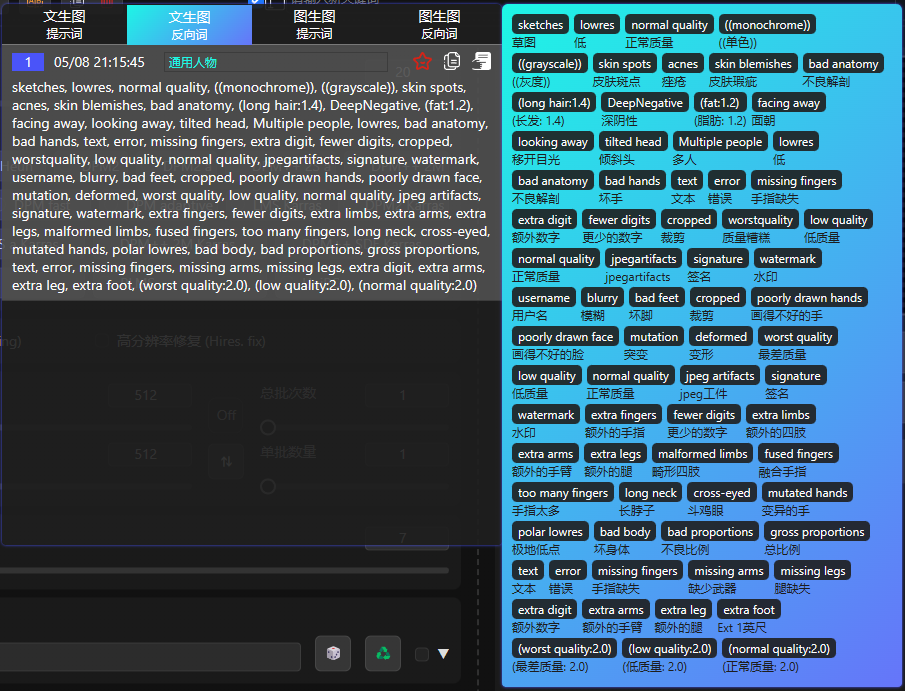 文生图 文生图 图生图 图生图
提示词 反向词 提示词 反向词
1 05/08 21:15:45 通用人物
20
sketches, lowres, normal quality, ((monochrome)), ((grayscale)), skin spots,
acnes, skin blemishes, bad anatomy, (long hair:1.4), DeepNegative, (fat:1.2),
facing away, looking away, tilted head, Multiple people, lowres, bad anatomy,
bad hands, text, error, missing fingers, extra digit, fewer digits, cropped,
worstquality, low quality, normal quality, jpegartifacts, signature, watermark,
username, blurry, bad feet, cropped, poorly drawn hands, poorly drawn face,
mutation, deformed, worst quality, low quality, normal quality, jpeg artifacts,
signature, watermark, extra fingers, fewer digits, extra limbs, extra arms, extra
legs, malformed limbs, fused fingers, too many fingers, long neck, cross-eyed,
mutated hands, polar lowres, bad body, bad proportions, gross proportions,
text, error, missing fingers, missing arms, missing legs, extra digit, extra arms,
extra leg, extra foot, (worst quality:2.0), (low quality:2.0), (normal quality:2.0)
高分辨率修复 (Hires, fix)
512 总批次数 1
Off
512 单批数量 1
7
sketches lowres normal quality ((monochrome))
草图 低 正常质量 ((单色))
((grayscale)) skin spots acnes skin blemishes bad anatomy
((灰度)) 皮肤斑点 痤疮 皮肤瑕疵 不良解剖
(long hair:1.4) DeepNegative (fat:1.2) facing away
(长发: 1.4) 深阴性 (脂肪: 1.2) 面朝
looking away tilted head Multiple people lowres
移开目光 倾斜头 多人 低
bad anatomy bad hands text error missing fingers
不良解剖 坏手 文本 错误 手指缺失
extra digit fewer digits cropped worstquality low quality
额外数字 更少的数字 裁剪 质量槽糕 低质量
normal quality jpegartifacts signature watermark
正常质量 jpegartifacts 签名 水印
username blurry bad feet cropped poorly drawn hands
用户名 模糊 坏脚 裁剪 画得不好的手
poorly drawn face mutation deformed worst quality
画得不好的脸 突变 变形 最差质量
low quality normal quality jpeg artifacts signature
低质量 正常质量 jpeg工件 签名
watermark extra fingers fewer digits extra limbs
水印 额外的手指 更少的数字 额外的四肢
extra arms extra legs malformed limbs fused fingers
额外的手臂 额外的腿 畸形四肢 融合手指
too many fingers long neck cross-eyed mutated hands
手指太多 长脖子 斗鸡眼 变异的手
polar lowres bad body bad proportions gross proportions
极地低点 坏身体 不良比例 总比例
text error missing fingers missing arms missing legs
文本 错误 手指缺失 缺少武器 腿缺失
extra digit extra arms extra leg extra foot
额外数字 额外的手臂 额外的腿 Ext 1英尺
(worst quality:2.0) (low quality:2.0) (normal quality:2.0)
(最差质量: 2.0) (低质量: 2.0) (正常质量: 2.0)